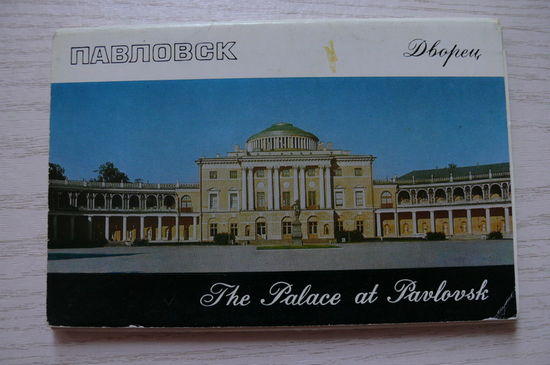 ПАВЛОВСК Дворец
The Palace at Pavlovsk